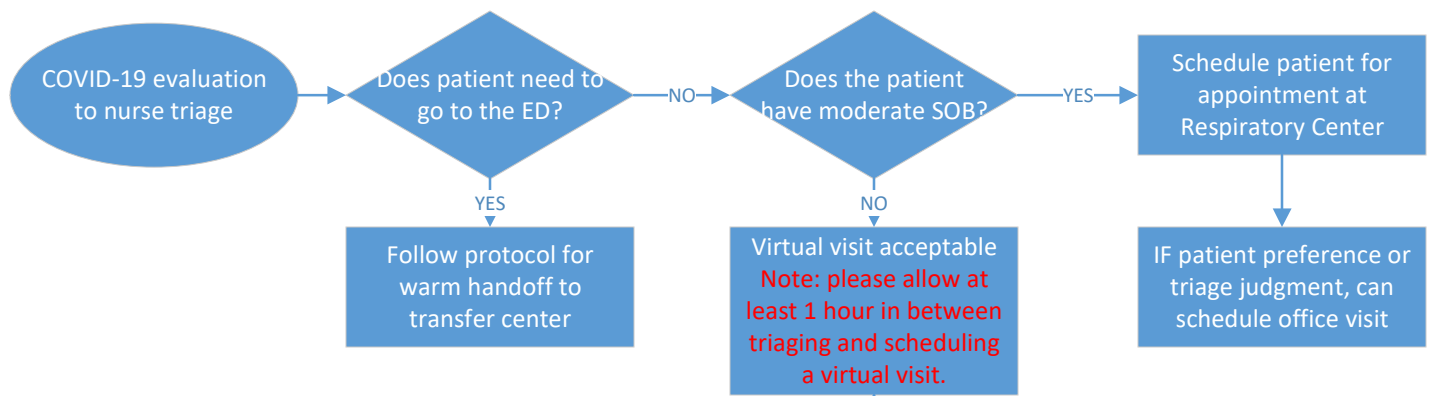 COVID-19 evaluation
to nurse triage
Does patient need to
go to the ED?
NO
Does the patient
have moderate SOB?
YES
Schedule patient for
appointment at
Respiratory Center
YES
NO
Follow protocol for
warm handoff to
transfer center
Virtual visit acceptable
Note: please allow at
least 1 hour in between
triaging and scheduling
a virtual visit.
IF patient preference or
triage judgment, can
schedule office visit